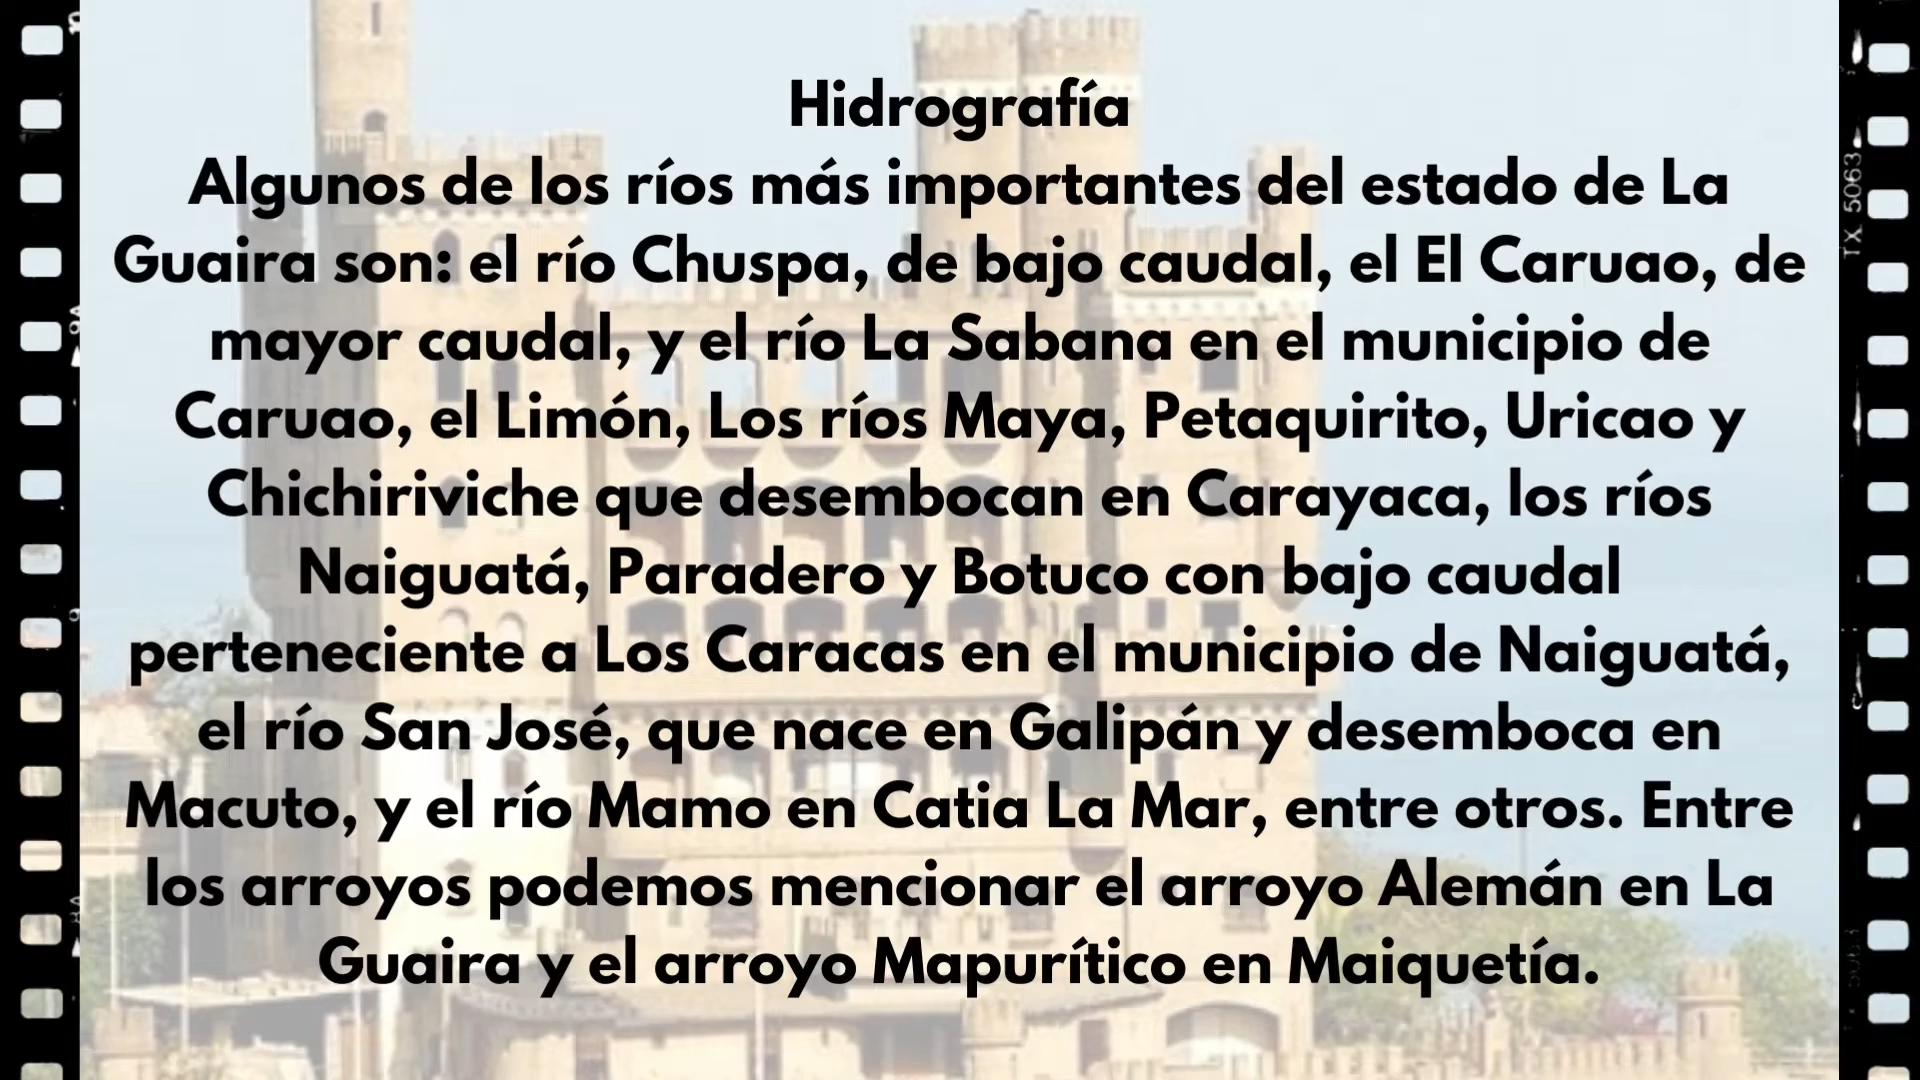 Hidrografía
Algunos de los ríos más importantes del estado de La
Guaira son: el río Chuspa, de bajo caudal, el El Caruao, de
mayor caudal, y el río La Sabana en el municipio de
Caruao, el Limón, Los ríos Maya, Petaquirito, Uricao y
Chichiriviche que desembocan en Carayaca, los ríos
Naiguatá, Paradero y Botuco con bajo caudal
perteneciente a Los Caracas en el municipio de Naiguatá,
el río San José, que nace en Galipán y desemboca en
Macuto, y el río Mamo en Catia La Mar, entre otros. Entre
los arroyos podemos mencionar el arroyo Alemán en La
Guaira y el arroyo Mapurítico en Maiquetía.
TX 5063